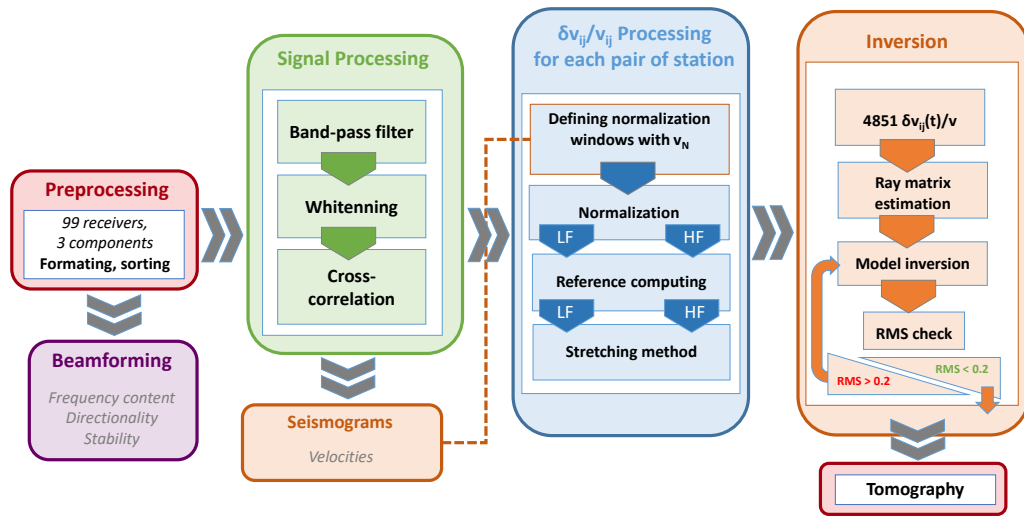 Preprocessing
99 receivers,
3 components
Formating, sorting
Beamforming
Frequency content
Directionality
Stability
Signal Processing
Band-pass filter
Whitenning
Cross-
correlation
Seismograms
Velocities
δvij/vij Processing
for each pair of station
Defining normalization
windows with vN
Normalization
LF HF
Reference computing
LF HF
Stretching method
Inversion
4851 δvij(t)/v
Ray matrix
estimation
Model inversion
RMS check
RMS < 0.2
RMS > 0.2
Tomography